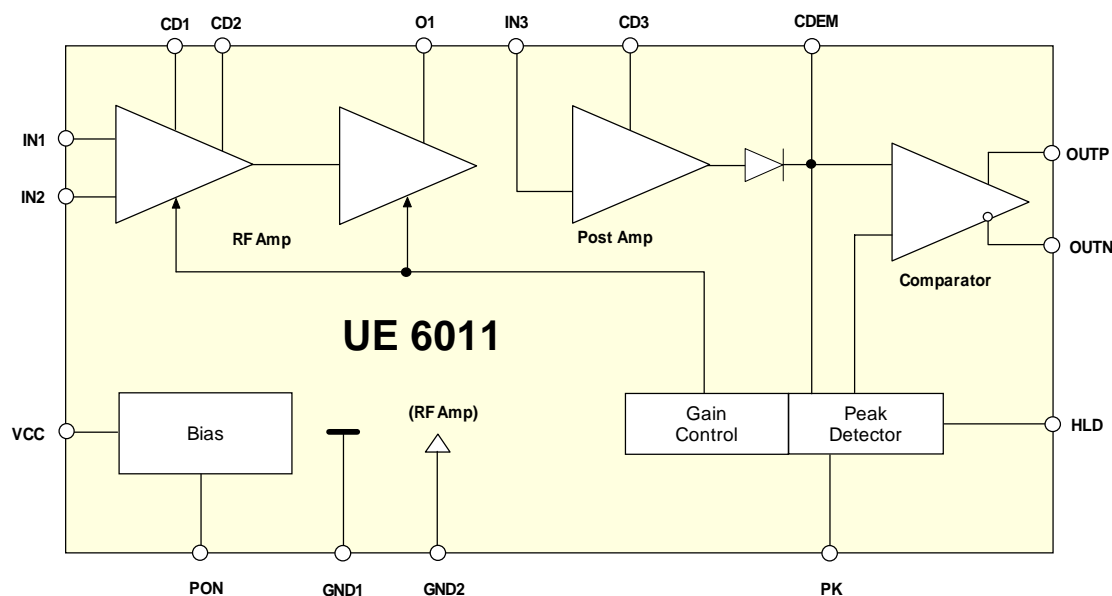 CD1
CD2
O1
IN3
CD3
CDEM
IN1
IN2
OUTP
OUTN
RF Amp
Post Amp
Comparator
UE 6011
VCC
Bias
(RF Amp)
Gain
Control
Peak
Detector
HLD
PON
GND1
GND2
PK